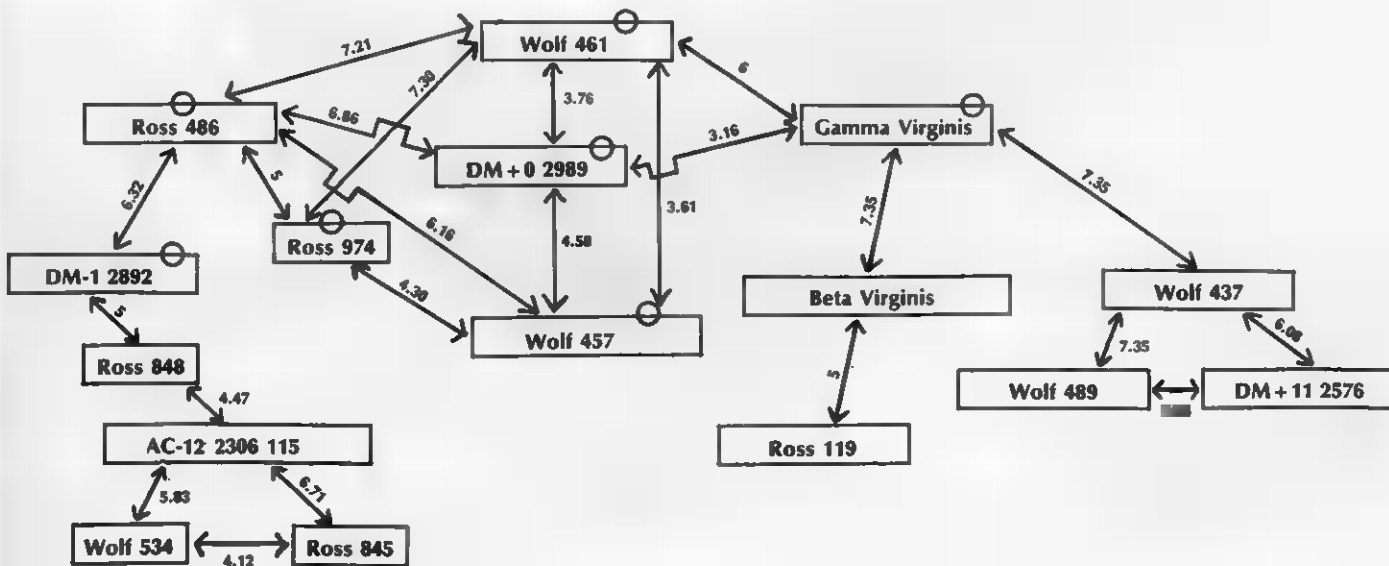 Wolf 461
7.21
7.30
6
3.76
Ross 486
6.86
Gamma Virginis
3.16
DM+0 2989
7.35
6.32
5
3.61
7.35
Ross 974
6.16
4.58
DM-1 2892
4.30
Beta Virginis
Wolf 437
5
Wolf 457
6.08
7.35
Ross 848
5
Wolf 489
DM+11 2576
4.47
AC-12 2306 115
Ross 119
5.83
6.71
Wolf 534
Ross 845
4.12